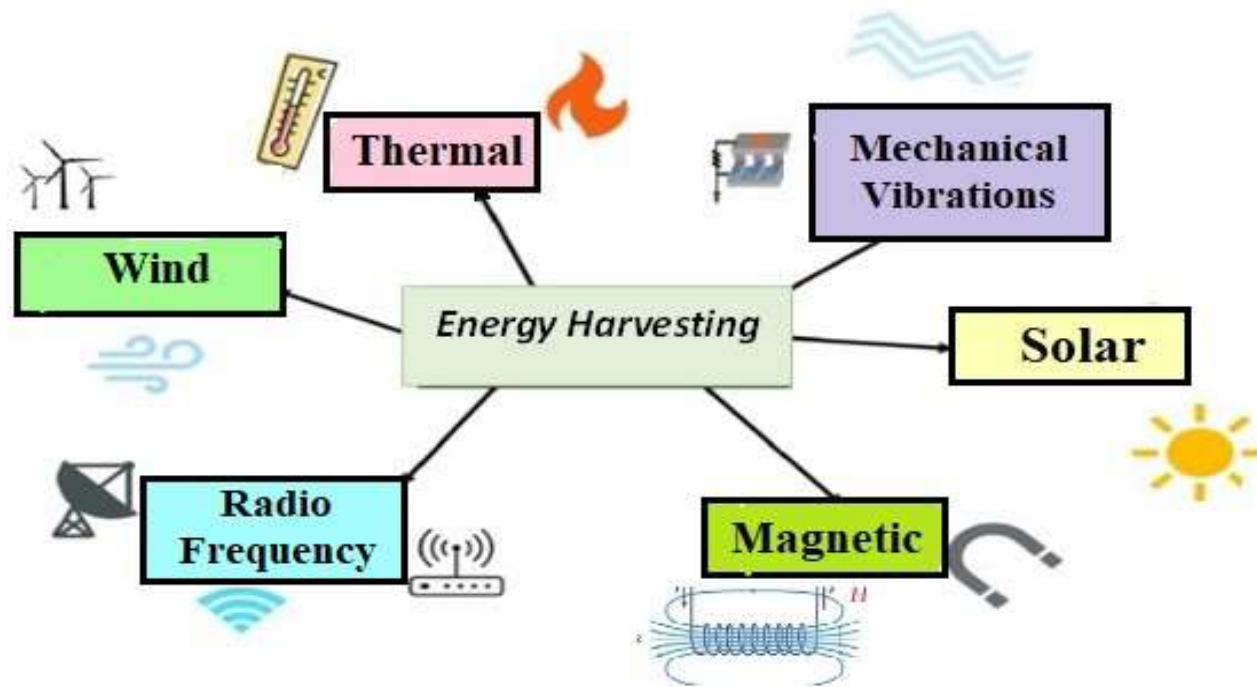 Thermal
Mechanical
Vibrations
Wind
Energy Harvesting
Solar
Radio
Frequency
Magnetic
H